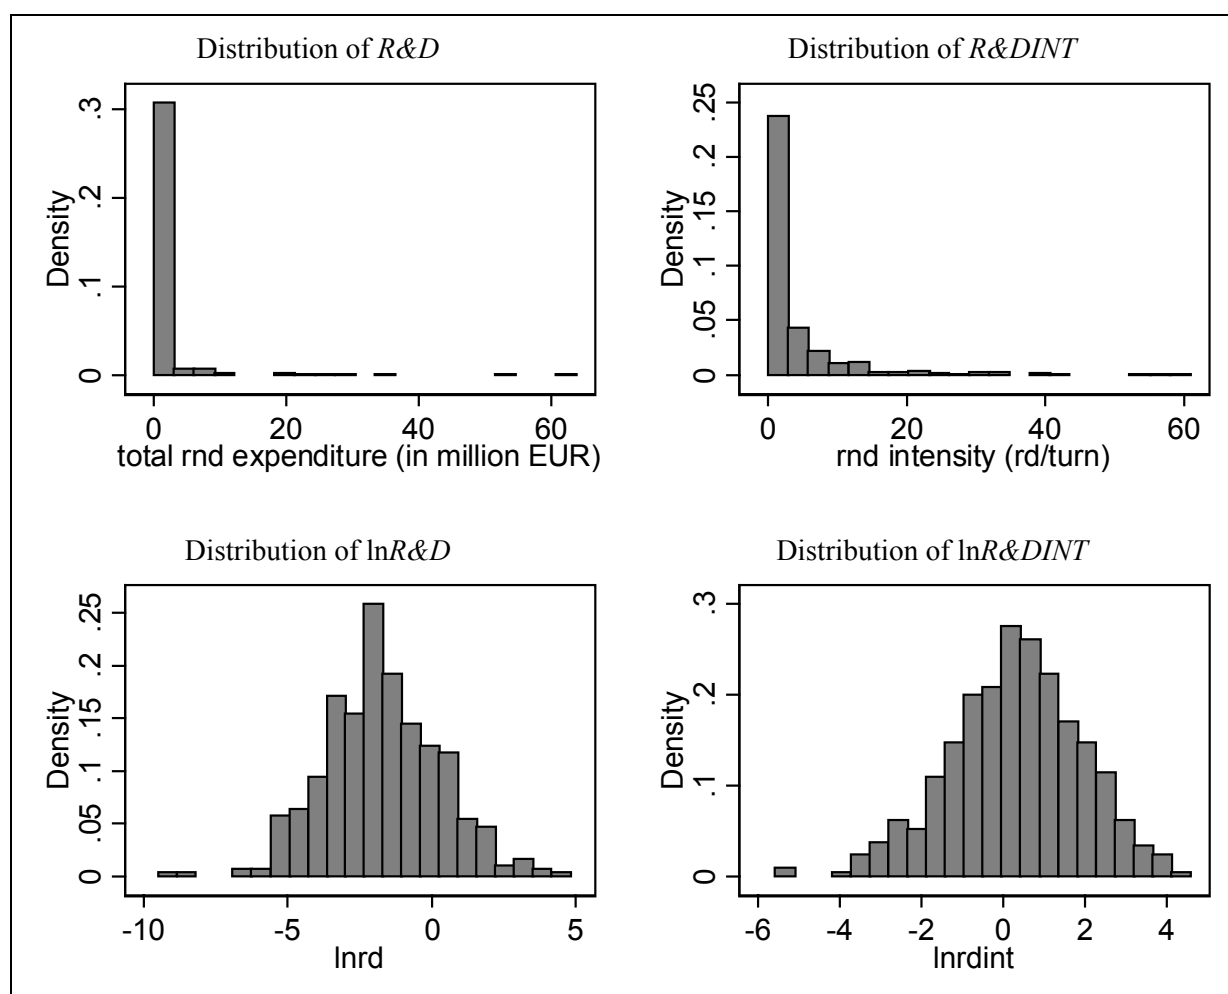 Distribution of R&D
Density
0 .1 .2 .3
0 20 40 60
total rnd expenditure (in million EUR)
Distribution of R&DINT
Density
0 .05 .1 .15 .2 .25
0 20 40 60
rnd intensity (rd/turn)
Distribution of lnR&D
Density
0 .05 .1 .15 .2 .25
-10 -5 0 5
lnrd
Distribution of lnR&DINT
Density
0 .1 .2 .3
-6 -4 -2 0 2 4
lnrdint